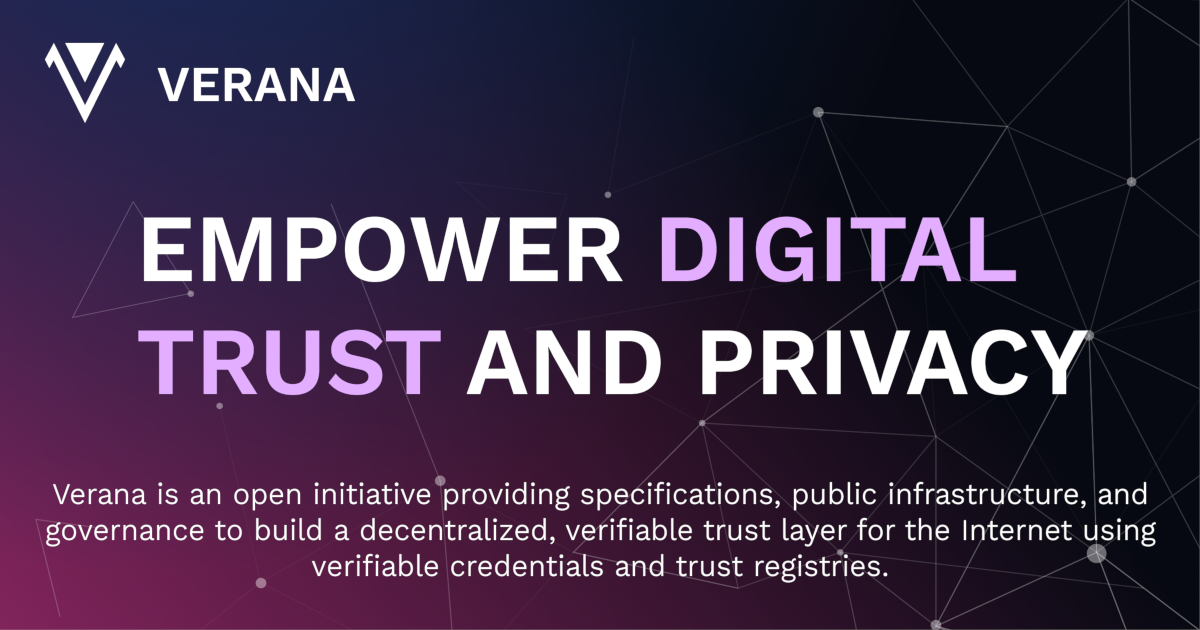 VERANA
EMPOWER DIGITAL
TRUST AND PRIVACY
Verana is an open initiative providing specifications, public infrastructure, and
governance to build a decentralized, verifiable trust layer for the Internet using
verifiable credentials and trust registries.